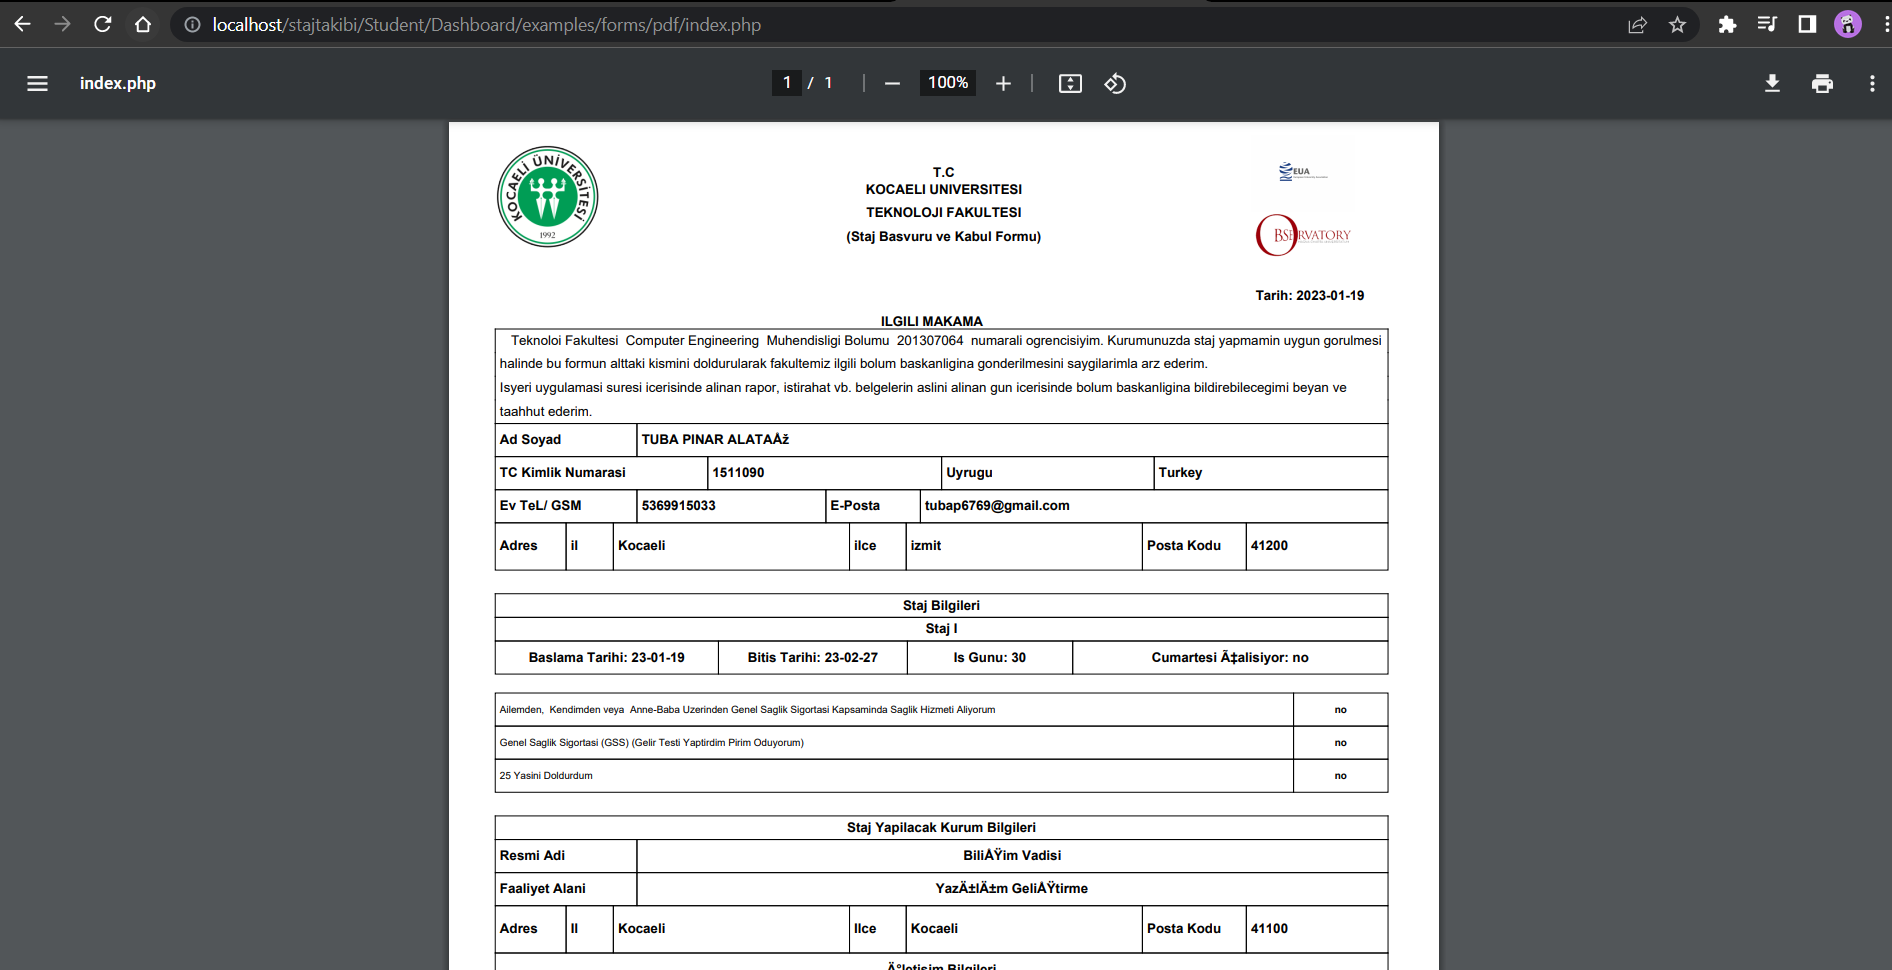 localhost/stajtakibi/Student/Dashboard/examples/forms/pdf/index.php
index.php
1 / 1
100%
KOCAELİ ÜNİVERSİTESİ
1992
T.C
KOCAELI UNIVERSITESI
TEKNOLOJI FAKULTESI
(Staj Basvuru ve Kabul Formu)
EUA
OBSERVATORY
Tarih: 2023-01-19
ILGILI MAKAMA
Teknoloi Fakultesi Computer Engineering Muhendisligi Bolumu 201307064 numarali ogrencisiyim. Kurumunuzda staj yapmamin uygun gorulmesi
halinde bu formun alttaki kismini doldurularak fakultemiz ilgili bolum baskanligina gonderilmesini saygilarimla arz ederim.
Isyeri uygulamasi suresi icerisinde alinan rapor, istirahat vb. belgelerin aslini alinan gun icerisinde bolum baskanligina bildirebilecegimi beyan ve
taahhut ederim.
Ad Soyad TUBA PINAR ALATAÅž
TC Kimlik Numarasi 1511090 Uyrugu Turkey
Ev TeL/ GSM 5369915033 E-Posta tubap6769@gmail.com
Adres il Kocaeli ilce izmit Posta Kodu 41200
Staj Bilgileri
Staj I
Baslama Tarihi: 23-01-19 Bitis Tarihi: 23-02-27 Is Gunu: 30 Cumartesi Ã‡alisiyor: no
Ailemden, Kendimden veya Anne-Baba Uzerinden Genel Saglik Sigortasi Kapsaminda Saglik Hizmeti Aliyorum no
Genel Saglik Sigortasi (GSS) (Gelir Testi Yaptirdim Pirim Oduyorum) no
25 Yasini Doldurdum no
Staj Yapilacak Kurum Bilgileri
Resmi Adi BiliÅŸim Vadisi
Faaliyet Alani YazÄ±lÄ±m GeliÅŸtirme
Adres Il Kocaeli Ilce Kocaeli Posta Kodu 41100
Ä°letisim Bilgileri